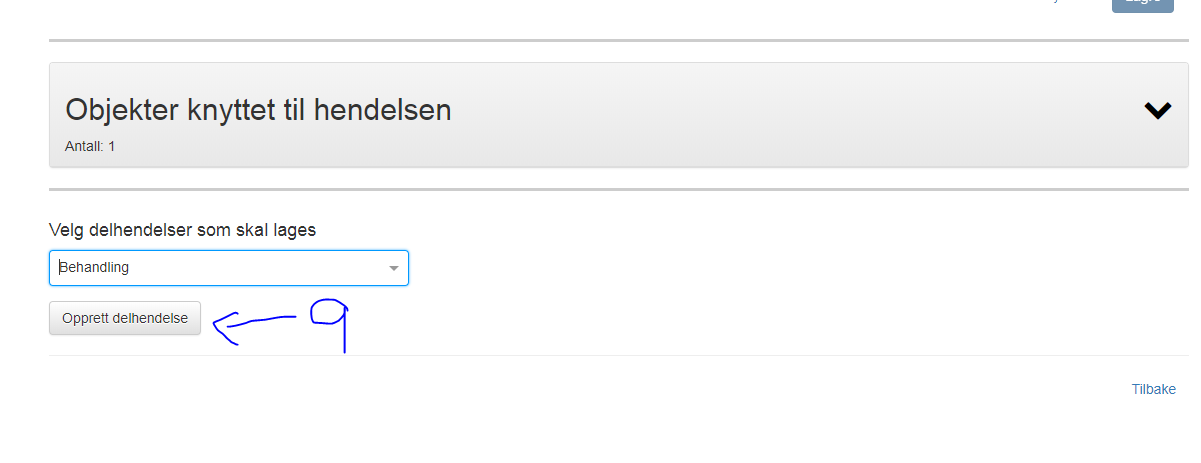 Objekter knyttet til hendelsen
Antall: 1
Velg delhendelser som skal lages
Behandling
Opprett delhendelse
9
Tilbake